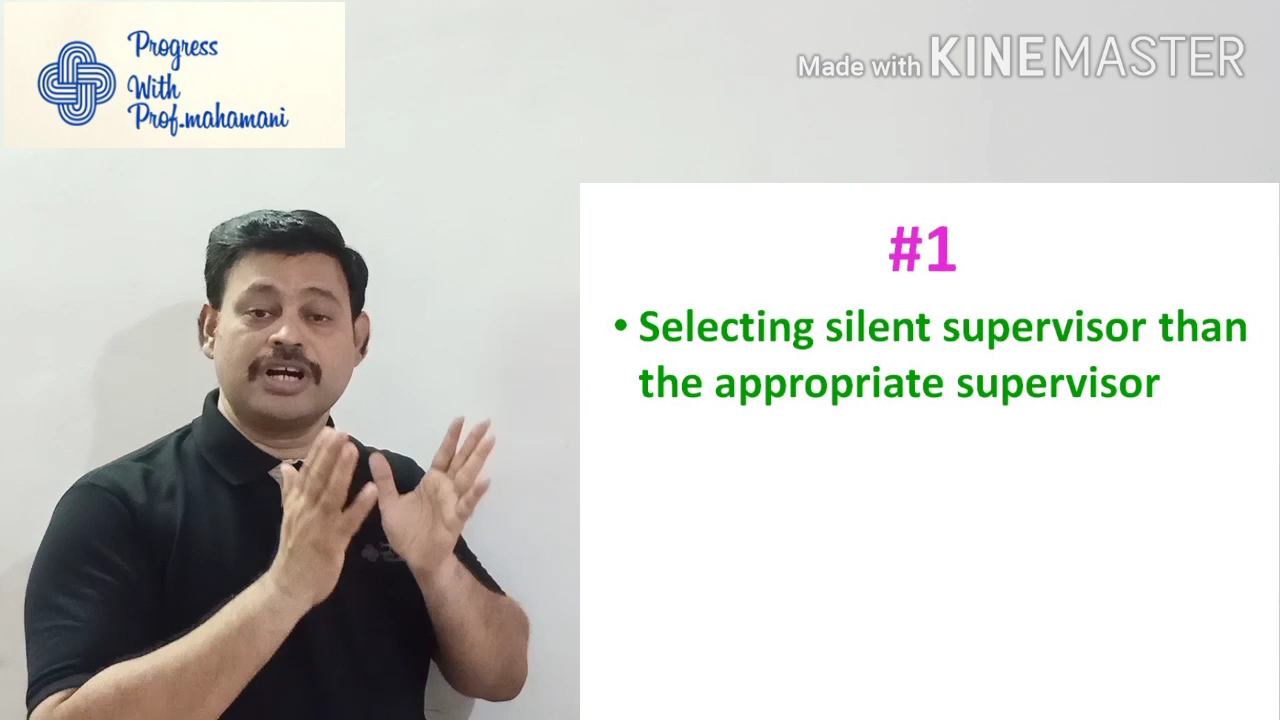 Progress
With
Prof.mahamani
Made with KINEMASTER
#1
• Selecting silent supervisor than
the appropriate supervisor